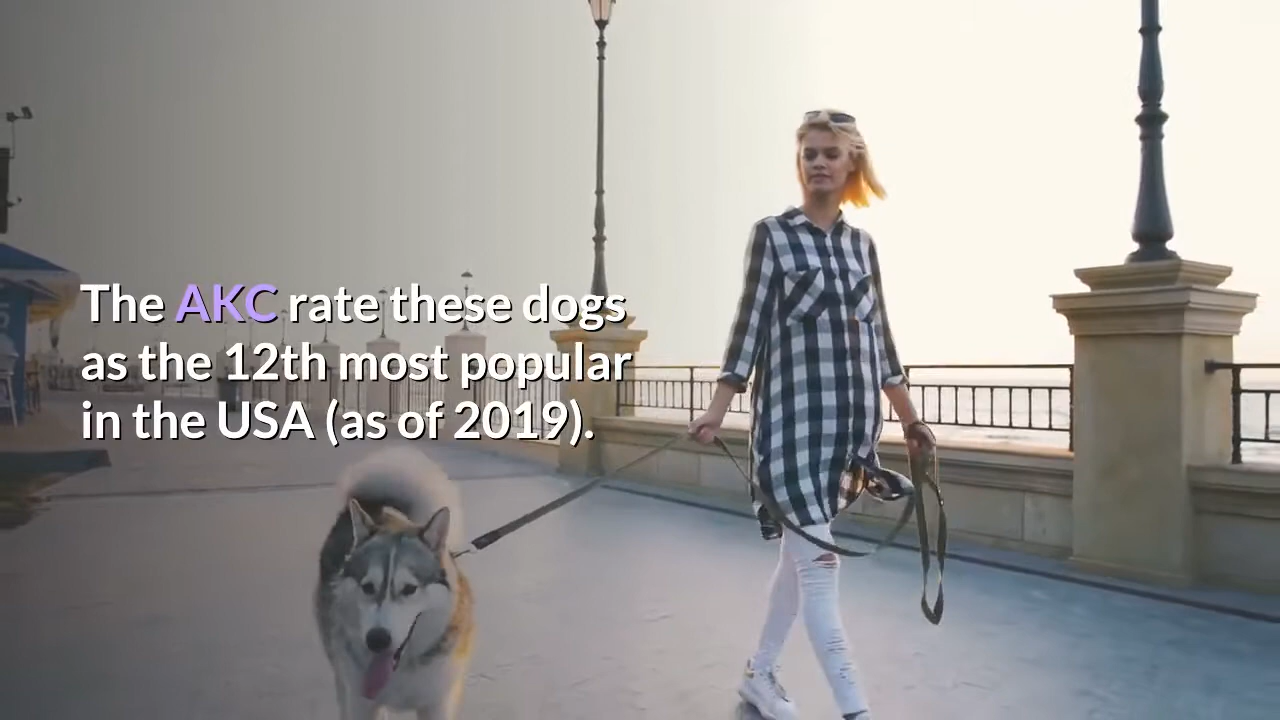 The AKC rate these dogs
as the 12th most popular
in the USA (as of 2019).